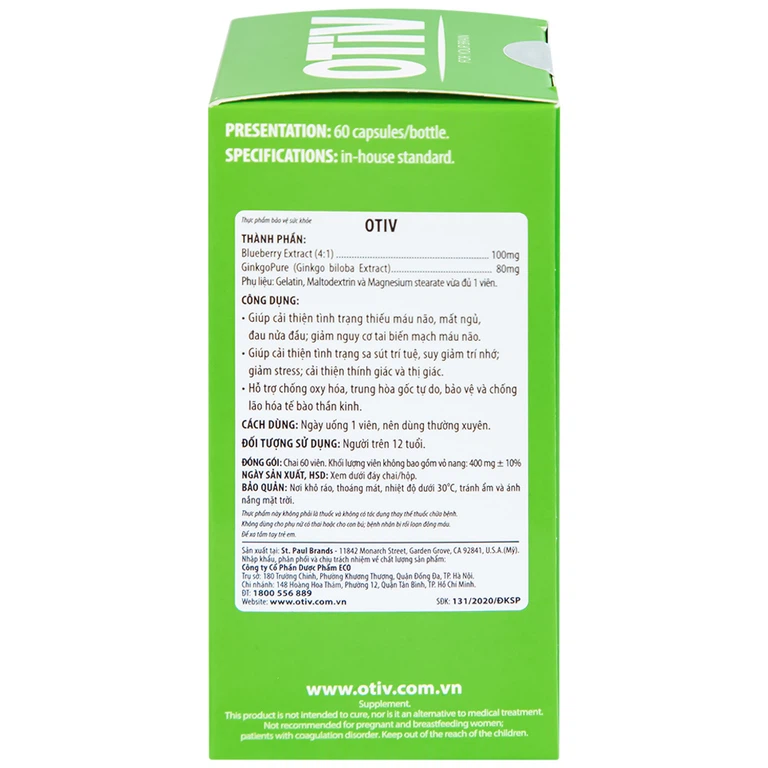 OTiV
FOR YOUR BRAIN
PRESENTATION: 60 capsules/bottle.
SPECIFICATIONS: in-house standard.
Thực phẩm bảo vệ sức khỏe
OTIV
THÀNH PHẦN:
Blueberry Extract (4:1) ........................................ 100mg
GinkgoPure (Ginkgo biloba Extract)........................ 80mg
Phụ liệu: Gelatin, Maltodextrin và Magnesium stearate vừa đủ 1 viên.
CÔNG DỤNG:
• Giúp cải thiện tình trạng thiếu máu não, mất ngủ,
đau nửa đầu; giảm nguy cơ tai biến mạch máu não.
• Giúp cải thiện tình trạng sa sút trí tuệ, suy giảm trí nhớ;
giảm stress; cải thiện thính giác và thị giác.
• Hỗ trợ chống oxy hóa, trung hòa gốc tự do, bảo vệ và chống
lão hóa tế bào thần kinh.
CÁCH DÙNG: Ngày uống 1 viên, nên dùng thường xuyên.
ĐỐI TƯỢNG SỬ DỤNG: Người trên 12 tuổi.
ĐÓNG GÓI: Chai 60 viên. Khối lượng viên không bao gồm vỏ nang: 400 mg ± 10%
NGÀY SẢN XUẤT, HSD: Xem dưới đáy chai/hộp.
BẢO QUẢN: Nơi khô ráo, thoáng mát, nhiệt độ dưới 30°C, tránh ẩm và ánh
nắng mặt trời.
Thực phẩm này không phải là thuốc và không có tác dụng thay thế thuốc chữa bệnh.
Không dùng cho phụ nữ có thai hoặc cho con bú; bệnh nhân bị rối loạn đông máu.
Để xa tầm tay trẻ em.
Sản xuất tại: St. Paul Brands - 11842 Monarch Street, Garden Grove, CA 92841, U.S.A (Mỹ).
Nhập khẩu, phân phối và chịu trách nhiệm về chất lượng sản phẩm:
Công ty Cổ Phần Dược Phẩm ECO
Trụ sở: 180 Trường Chinh, Phường Khương Thượng, Quận Đống Đa, TP. Hà Nội.
Chi nhánh: 148 Hoàng Hoa Thám, Phường 12, Quận Tân Bình, TP. Hồ Chí Minh.
ĐT: 1800 556 889
Website: www.otiv.com.vn SĐK: 131/2020/ĐKSP
www.otiv.com.vn
Supplement.
This product is not intended to cure, nor is it an alternative to medical treatment.
Not recommended for pregnant and breastfeeding women;
patients with coagulation disorder. Keep out of the reach of the children.